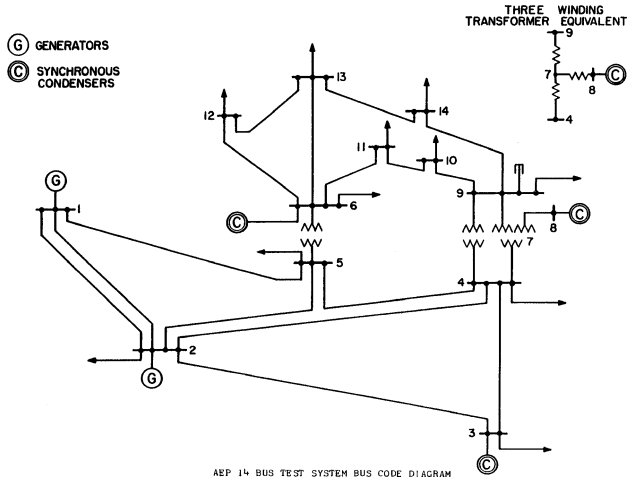 THREE WINDING
TRANSFORMER EQUIVALENT
9
7
C
8
4
G GENERATORS
C SYNCHRONOUS
CONDENSERS
13
14
12
11
10
G
1
9
6
C
C
8
7
5
4
2
G
3
C
AEP 14 BUS TEST SYSTEM BUS CODE DIAGRAM